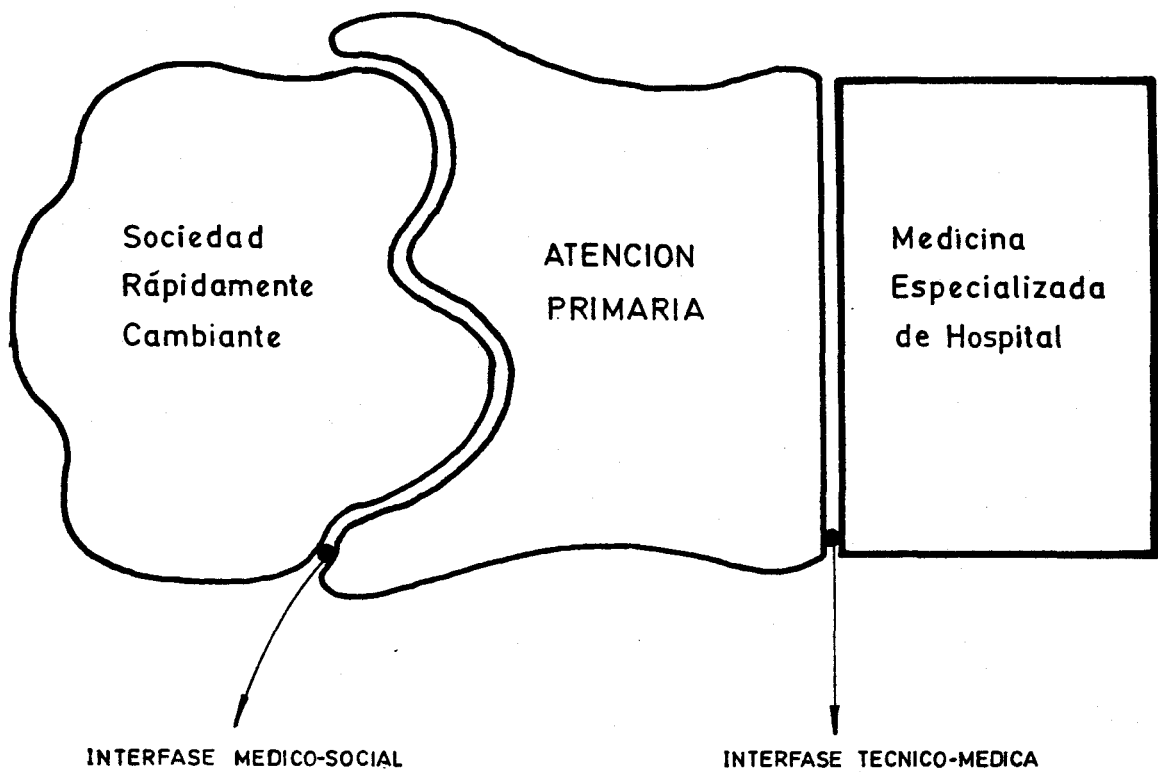 Sociedad
Rápidamente
Cambiante
ATENCION
PRIMARIA
Medicina
Especializada
de Hospital
INTERFASE MEDICO-SOCIAL
INTERFASE TECNICO-MEDICA